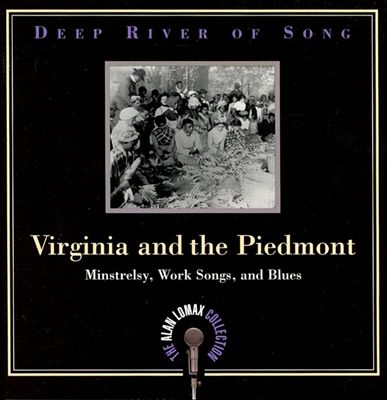 DEEP RIVER OF SONG
Virginia and the Piedmont
Minstrelsy, Work Songs, and Blues
THE ALAN LOMAX COLLECTION